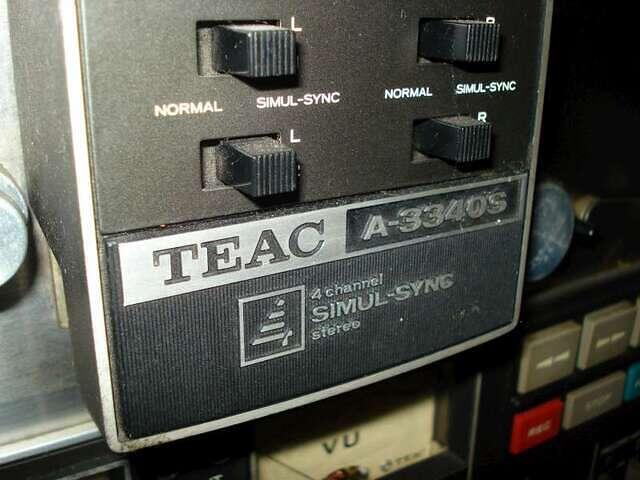 L R
NORMAL SIMUL-SYNC NORMAL SIMUL-SYNC
L R
TEAC A-3340S
4 channel
SIMUL-SYNC
stereo
VU
REC STOP